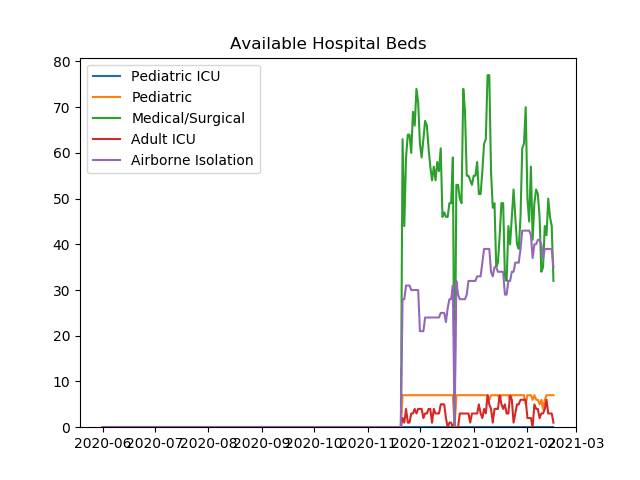 Available Hospital Beds
80
70
60
50
40
30
20
10
0
Pediatric ICU
Pediatric
Medical/Surgical
Adult ICU
Airborne Isolation
2020-06 2020-07 2020-08 2020-09 2020-10 2020-11 2020-12 2021-01 2021-02 2021-03